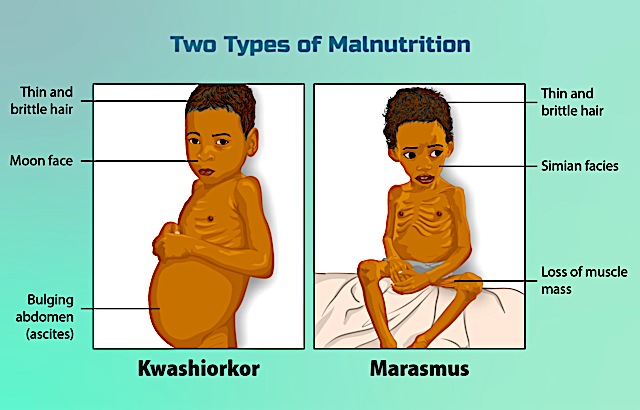 Two Types of Malnutrition
Thin and
brittle hair
Moon face
Bulging
abdomen
(ascites)
Thin and
brittle hair
Simian facies
Loss of muscle
mass
Kwashiorkor
Marasmus